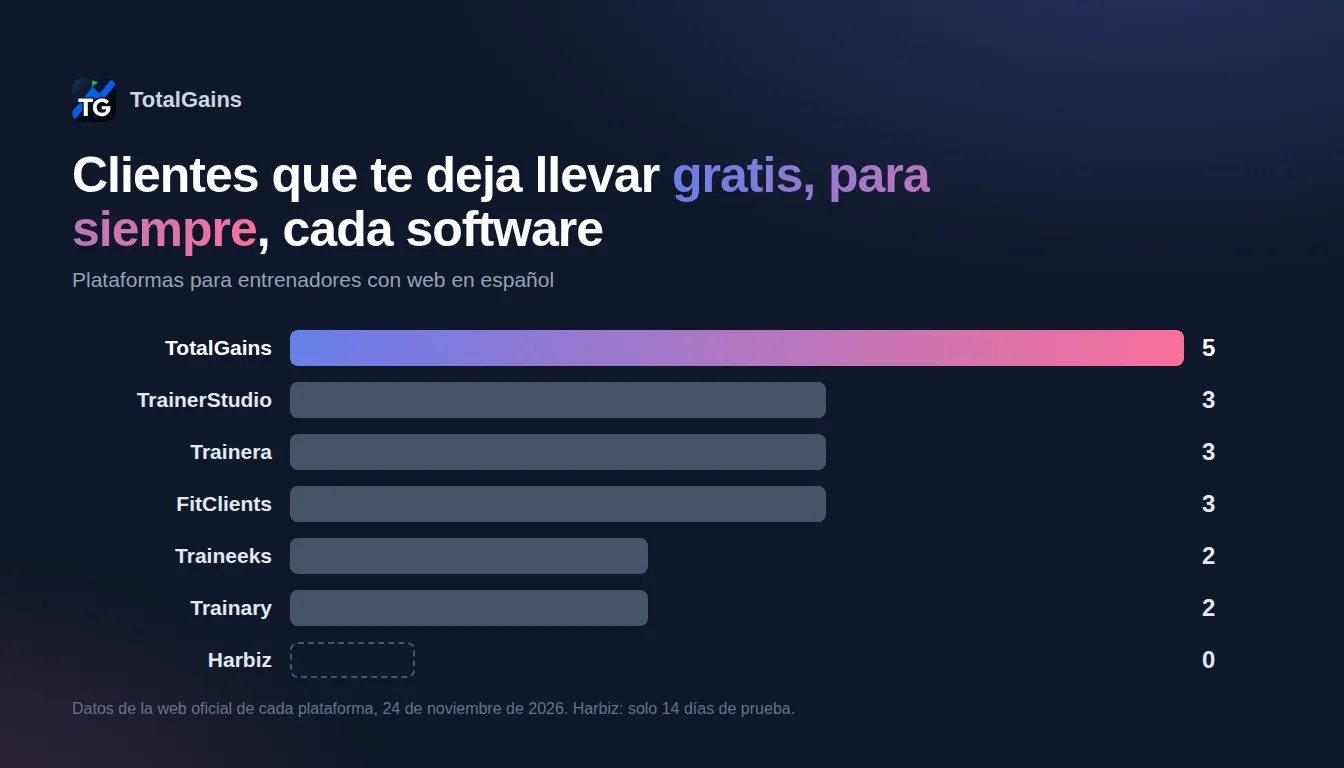 TG
TotalGains
Clientes que te deja llevar gratis, para
siempre, cada software
Plataformas para entrenadores con web en español
TotalGains 5
TrainerStudio 3
Trainera 3
FitClients 3
Traineeks 2
Trainary 2
Harbiz 0
Datos de la web oficial de cada plataforma, 24 de noviembre de 2026. Harbiz: solo 14 días de prueba.